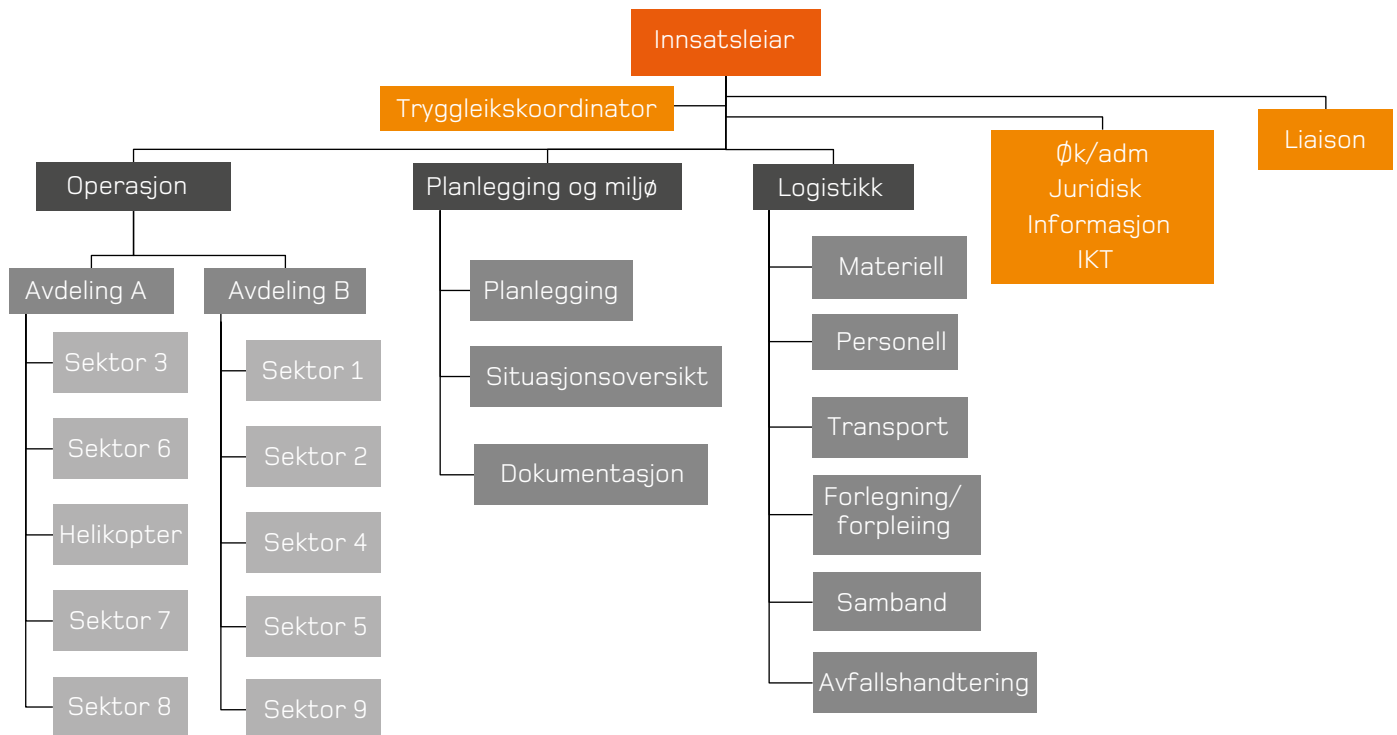 Innsatsleiar
Tryggleikskoordinator
Liaison
Øk/adm
Juridisk
Informasjon
IKT
Operasjon
Planlegging og miljø
Logistikk
Avdeling A
Avdeling B
Sektor 3
Sektor 6
Helikopter
Sektor 7
Sektor 8
Sektor 1
Sektor 2
Sektor 4
Sektor 5
Sektor 9
Planlegging
Situasjonsoversikt
Dokumentasjon
Materiell
Personell
Transport
Forlegning/
forpleiing
Samband
Avfallshandtering